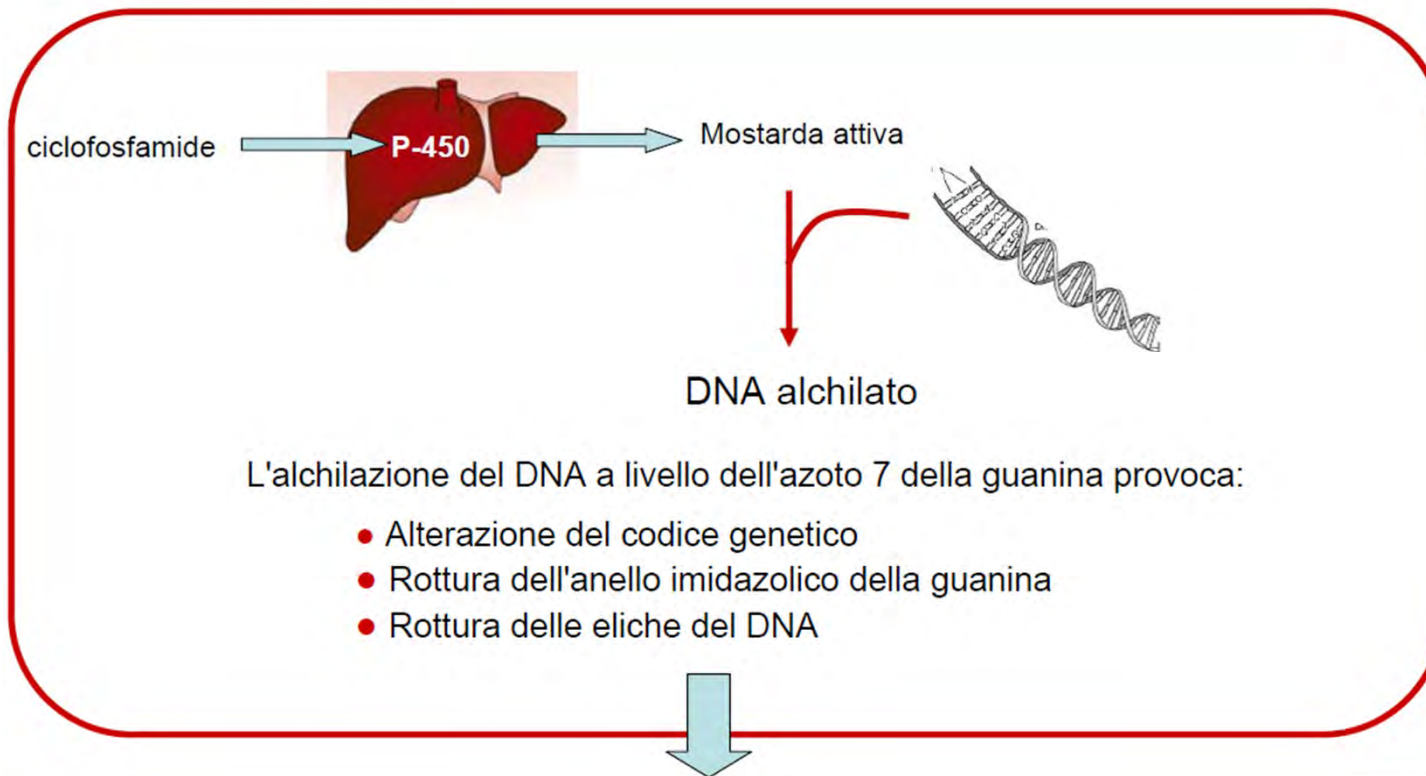 ciclofosfamide
P-450
Mostarda attiva
DNA alchilato
L'alchilazione del DNA a livello dell'azoto 7 della guanina provoca:
● Alterazione del codice genetico
● Rottura dell'anello imidazolico della guanina
● Rottura delle eliche del DNA